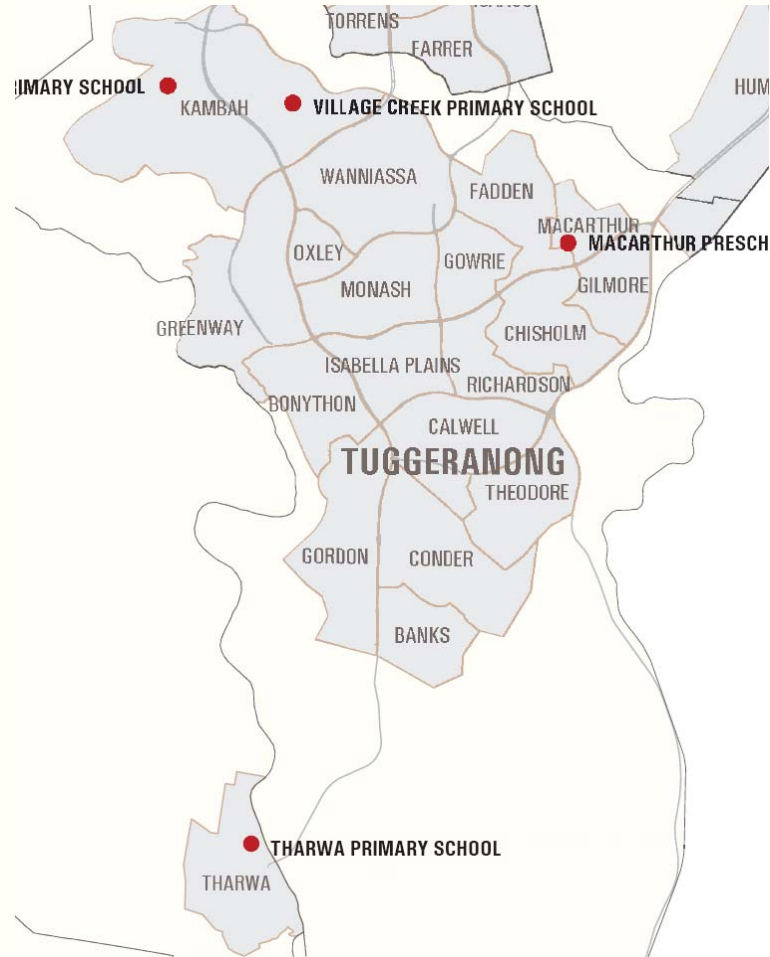 TORRENS
FARRER
IMARY SCHOOL
KAMBAH
VILLAGE CREEK PRIMARY SCHOOL
HUM
WANNIASSA
FADDEN
MACARTHUR
MACARTHUR PRESCH
OXLEY
GOWRIE
GILMORE
MONASH
GREENWAY
CHISHOLM
ISABELLA PLAINS
RICHARDSON
BONYTHON
CALWELL
TUGGERANONG
THEODORE
GORDON
CONDER
BANKS
THARWA PRIMARY SCHOOL
THARWA